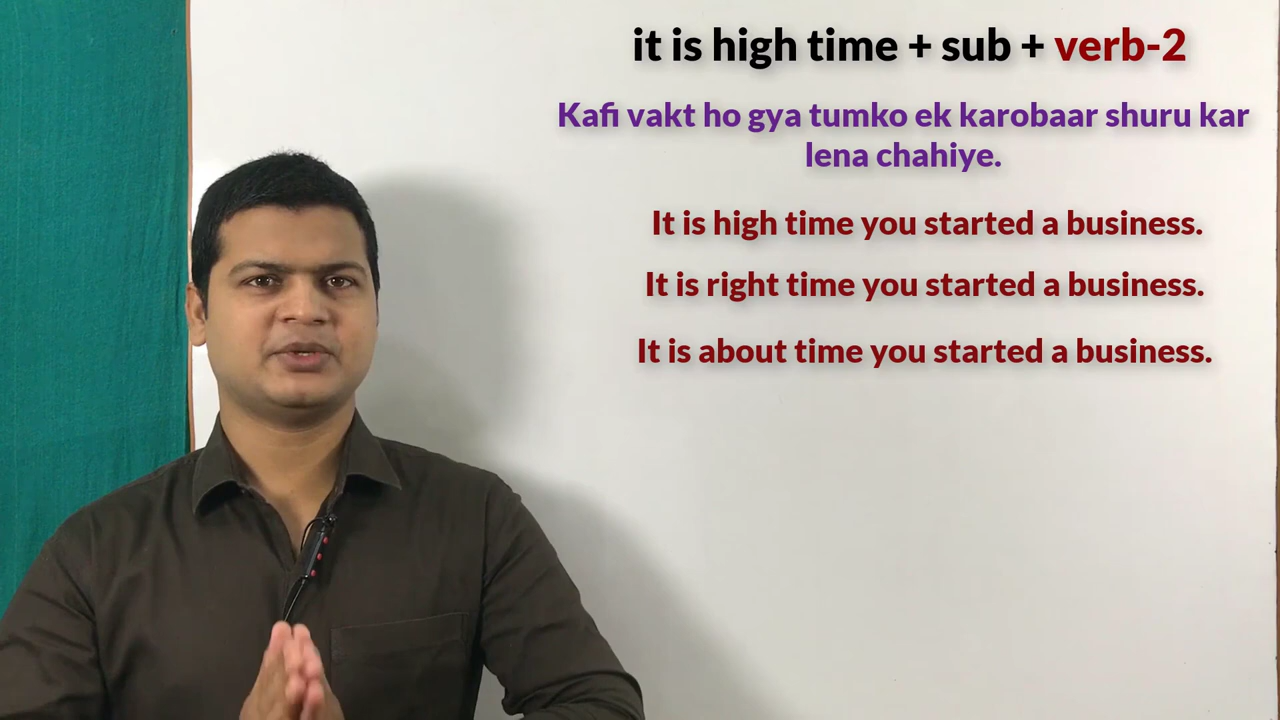 it is high time + sub + verb-2
Kafi vakt ho gya tumko ek karobaar shuru kar
lena chahiye.
It is high time you started a business.
It is right time you started a business.
It is about time you started a business.